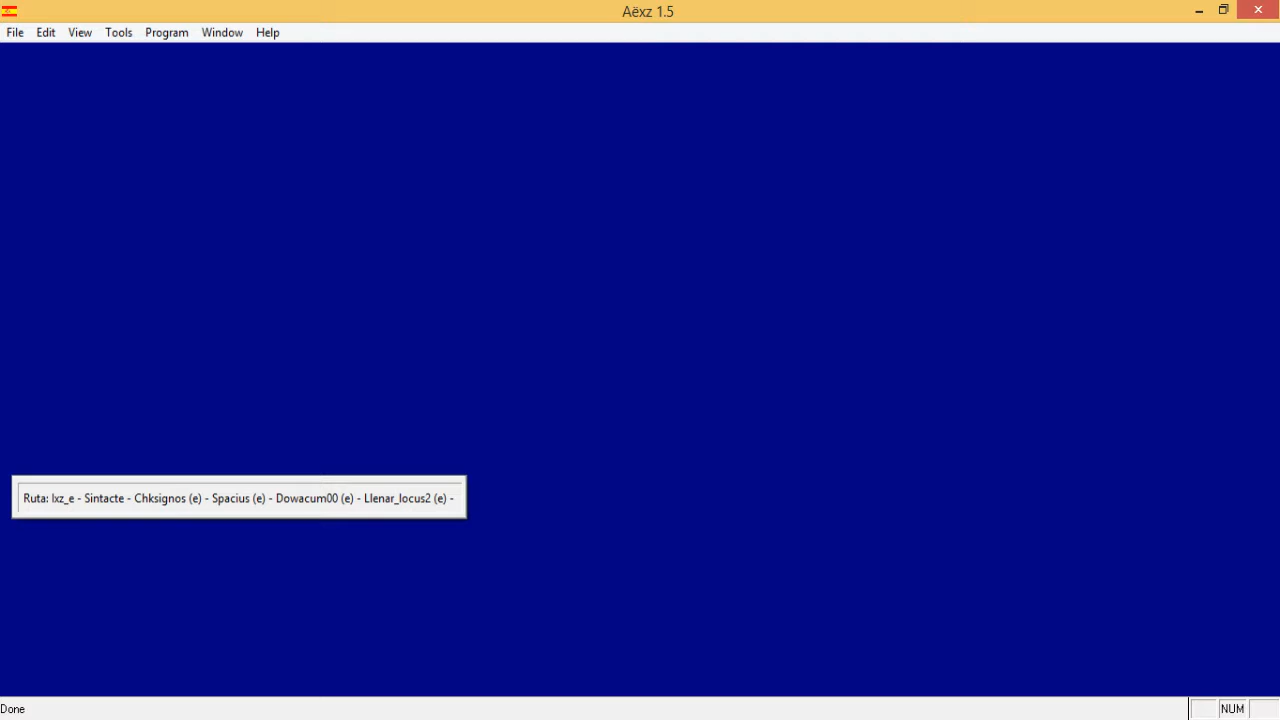 Aëxz 1.5
File Edit View Tools Program Window Help
Ruta: lxz_e - Sintacte - Chksignos (e) - Spacius (e) - Dowacum00 (e) - Llenar_locus2 (e) -
Done
NUM